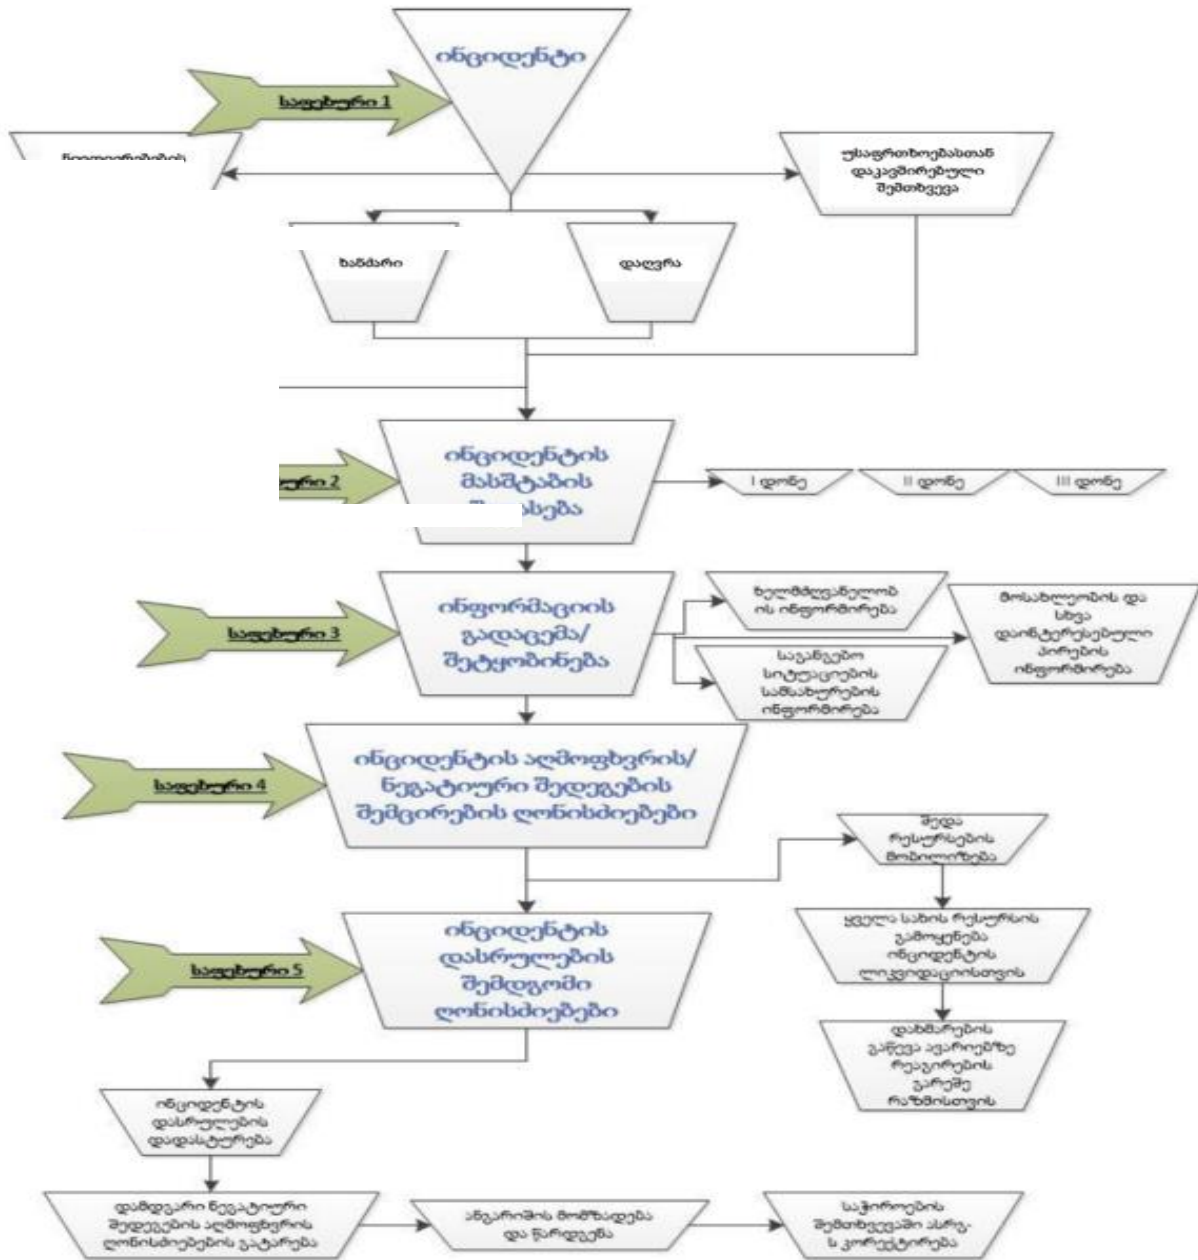 ინციდენტი
საფეხური 1
უსაფრთხოებასთან
დაკავშირებული
შემთხვევა
ხანძარი
დაღვრა
ინციდენტის
მასშტაბის
I დონე
II დონე
III დონე
ინფორმაციის
გადაცემა/
შეტყობინება
საფეხური 3
ხელმძღვანელობ
ის ინფორმირება
მოსახლეობის და
სხვა
დაინტერესებული
პირების
ინფორმირება
საგანგებო
სიტუაციების
სამსახურების
ინფორმირება
საფეხური 4
ინციდენტის აღმოფხვრის/
ნეგატიური შედეგების
შემცირების ღონისძიებები
შედა
რესურსების
მობილიზება
ყველა სახის რესურსის
გამოყენება
ინციდენტის
ლიკვიდაციისთვის
დახმარების
გაწევა ავარიებზე
რეაგირების
გარეშე
რაზმისთვის
საფეხური 5
ინციდენტის
დასრულების
შემდგომი
ღონისძიებები
ინციდენტის
დასრულების
დადასტურება
დამდგარი ნეგატიური
შედეგების აღმოფხვრის
ღონისძიებების გატარება
ანგარიშის მომზადება
და წარდგენა
საჭიროების
შემთხვევაში ასრგ-
ს კორექტირება